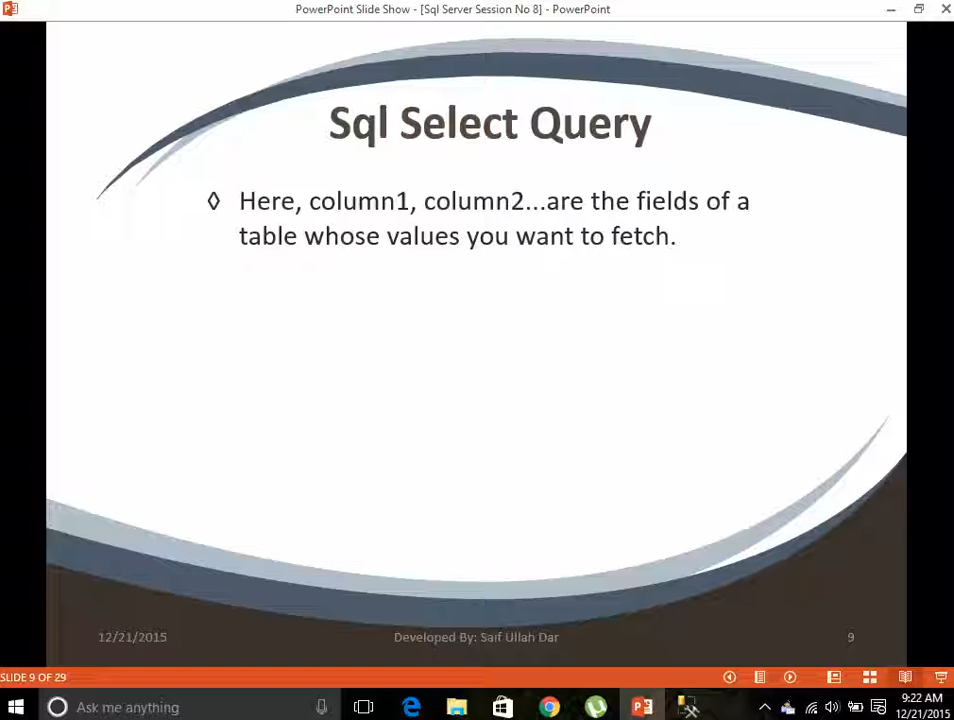 PowerPoint Slide Show - [Sql Server Session No 8] - PowerPoint
Sql Select Query
◊ Here, column1, column2...are the fields of a
table whose values you want to fetch.
12/21/2015 Developed By: Saif Ullah Dar 9
SLIDE 9 OF 29
Ask me anything
9:22 AM
12/21/2015